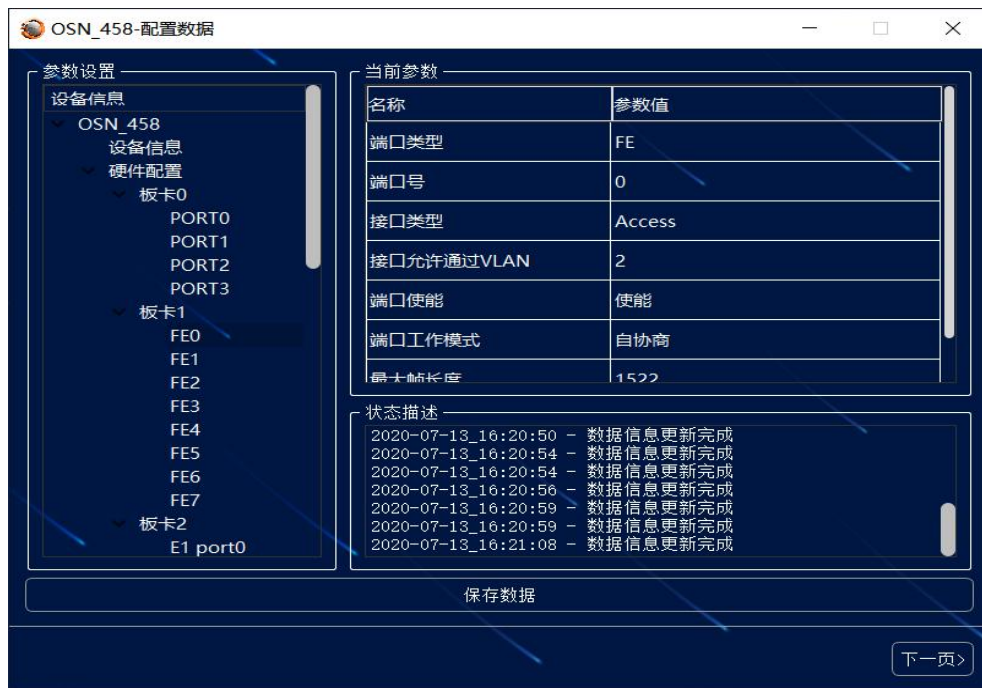 OSN_458-配置数据
参数设置
设备信息
OSN_458
设备信息
硬件配置
板卡0
PORT0
PORT1
PORT2
PORT3
板卡1
FE0
FE1
FE2
FE3
FE4
FE5
FE6
FE7
板卡2
E1 port0
当前参数
名称 参数值
端口类型 FE
端口号 0
接口类型 Access
接口允许通过VLAN 2
端口使能 使能
端口工作模式 自协商
最大帧长度 1522
状态描述
2020-07-13_16:20:50 - 数据信息更新完成
2020-07-13_16:20:54 - 数据信息更新完成
2020-07-13_16:20:54 - 数据信息更新完成
2020-07-13_16:20:56 - 数据信息更新完成
2020-07-13_16:20:59 - 数据信息更新完成
2020-07-13_16:20:59 - 数据信息更新完成
2020-07-13_16:21:08 - 数据信息更新完成
保存数据
下一页>